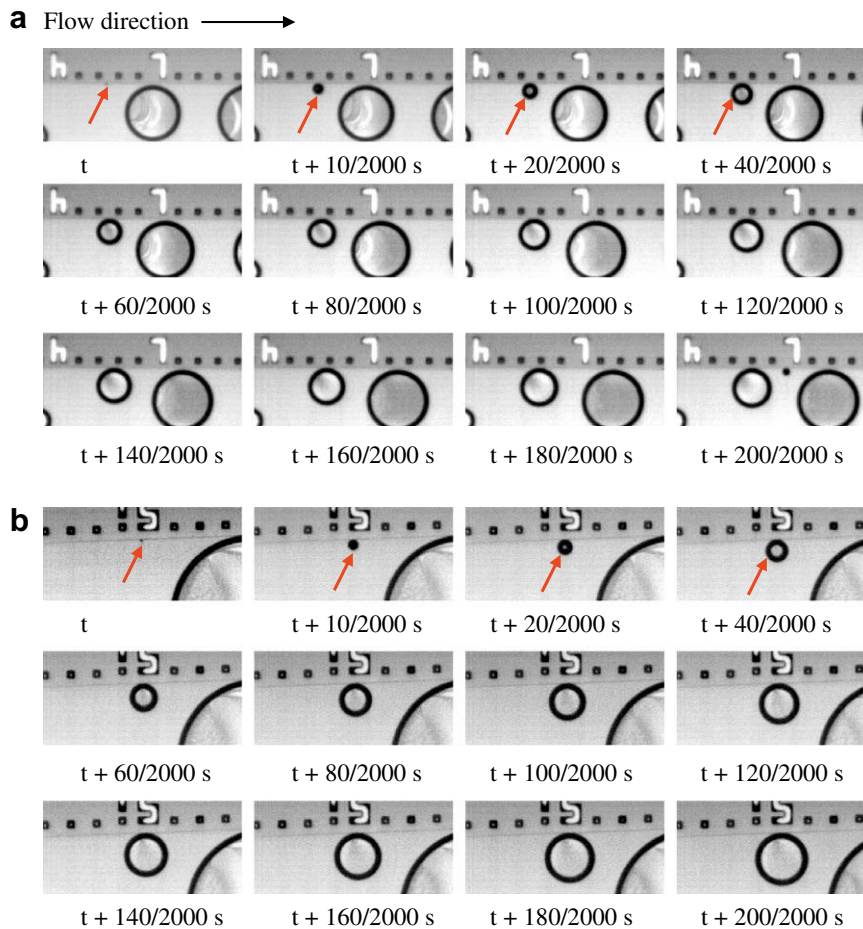 a Flow direction
t t + 10/2000 s t + 20/2000 s t + 40/2000 s
t + 60/2000 s t + 80/2000 s t + 100/2000 s t + 120/2000 s
t + 140/2000 s t + 160/2000 s t + 180/2000 s t + 200/2000 s
b
t t + 10/2000 s t + 20/2000 s t + 40/2000 s
t + 60/2000 s t + 80/2000 s t + 100/2000 s t + 120/2000 s
t + 140/2000 s t + 160/2000 s t + 180/2000 s t + 200/2000 s